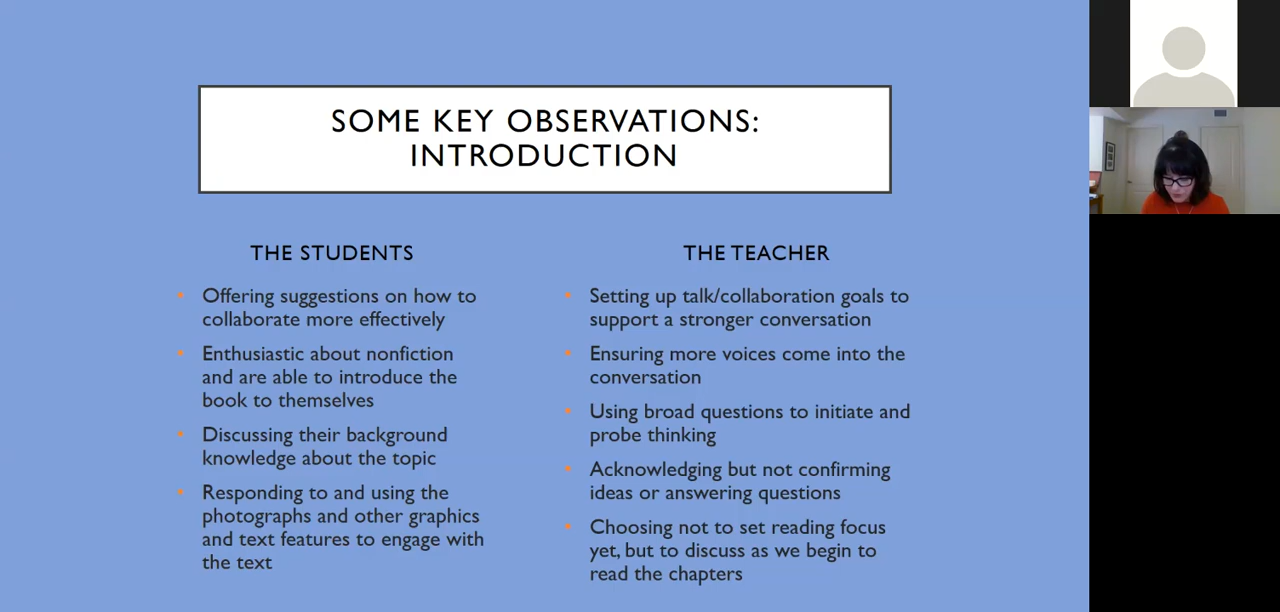 SOME KEY OBSERVATIONS:
INTRODUCTION
THE STUDENTS
• Offering suggestions on how to
collaborate more effectively
• Enthusiastic about nonfiction
and are able to introduce the
book to themselves
• Discussing their background
knowledge about the topic
• Responding to and using the
photographs and other graphics
and text features to engage with
the text
THE TEACHER
• Setting up talk/collaboration goals to
support a stronger conversation
• Ensuring more voices come into the
conversation
• Using broad questions to initiate and
probe thinking
• Acknowledging but not confirming
ideas or answering questions
• Choosing not to set reading focus
yet, but to discuss as we begin to
read the chapters